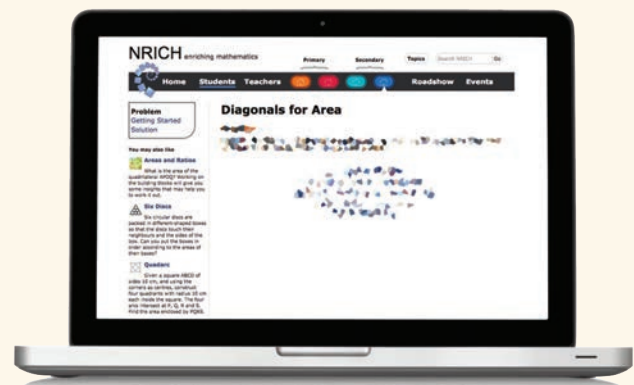 NRICH enriching mathematics
Primary
Secondary
Topics
Search NRICH
Go
Home
Students
Teachers
Roadshow
Events
Problem
Getting Started
Solution
Diagonals for Area
You may also like
Areas and Ratios
What is the area of the
quadrilateral APOQ? Working on
the building blocks will give you
some insights that may help you
to work it out.
Six Discs
Six circular discs are
packed in different-shaped boxes
so that the discs touch their
neighbours and the sides of the
box. Can you put the boxes in
order according to the areas of
their bases?
Quadarc
Given a square ABCD of
sides 10 cm, and using the
corners as centres, construct
four quadrants with radius 10 cm
each inside the square. The four
arcs intersect at P, Q, R and S.
Find the area enclosed by PQRS.